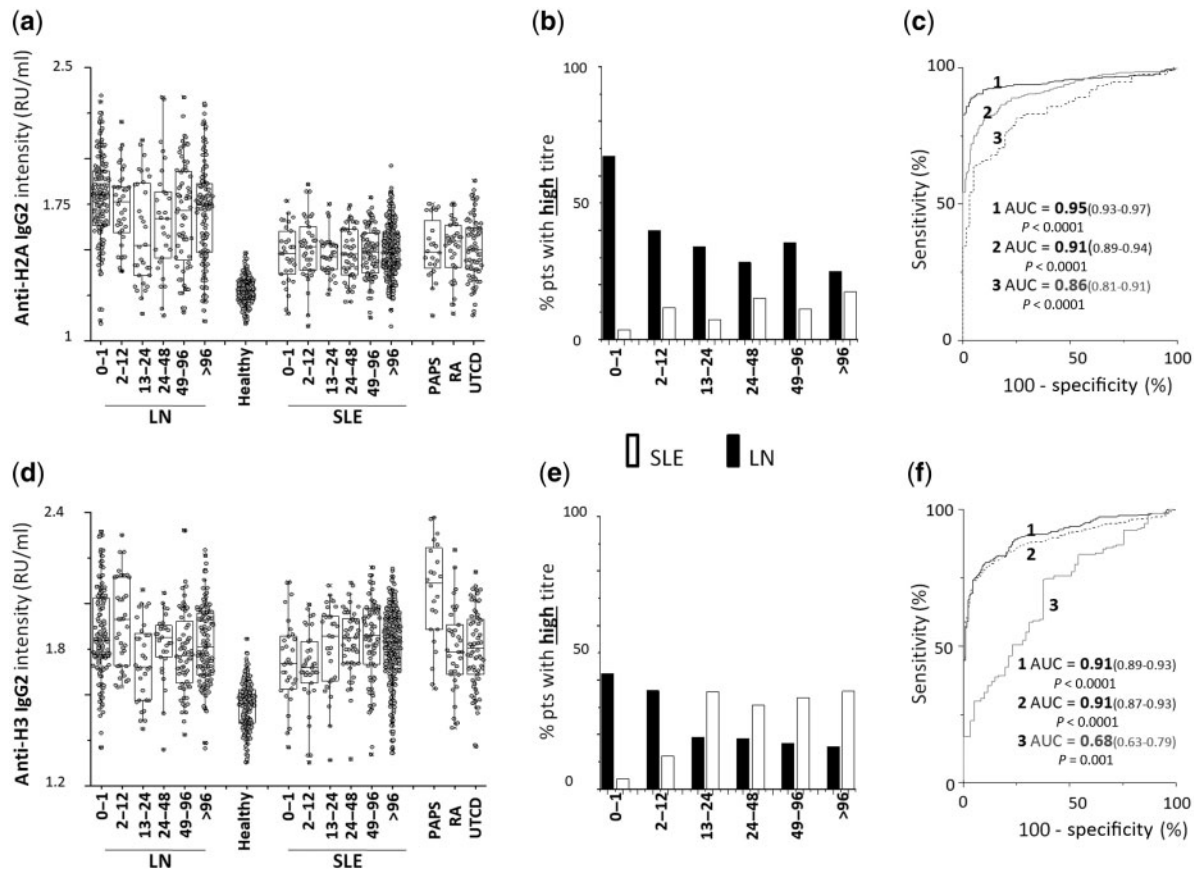 (a)
Anti-H2A IgG2 intensity (RU/ml)
2.5
1.75
1
0–1
2–12
13–24
24–48
49–96
>96
LN
Healthy
0–1
2–12
13–24
24–48
49–96
>96
SLE
PAPS
RA
UTCD
(b)
% pts with high titre
100
50
0
0–1
2–12
13–24
24–48
49–96
>96
(c)
Sensitivity (%)
100
50
0
1
2
3
1 AUC = 0.95(0.93-0.97)
P < 0.0001
2 AUC = 0.91(0.89-0.94)
P < 0.0001
3 AUC = 0.86(0.81-0.91)
P < 0.0001
0
50
100
100 - specificity (%)
SLE
LN
(d)
Anti-H3 IgG2 intensity (RU/ml)
2.4
1.8
1.2
0–1
2–12
13–24
24–48
49–96
>96
LN
Healthy
0–1
2–12
13–24
24–48
49–96
>96
SLE
PAPS
RA
UTCD
(e)
% pts with high titre
100
50
0
0–1
2–12
13–24
24–48
49–96
>96
(f)
Sensitivity (%)
100
50
0
1
2
3
1 AUC = 0.91(0.89-0.93)
P < 0.0001
2 AUC = 0.91(0.87-0.93)
P < 0.0001
3 AUC = 0.68(0.63-0.79)
P = 0.001
0
50
100
100 - specificity (%)